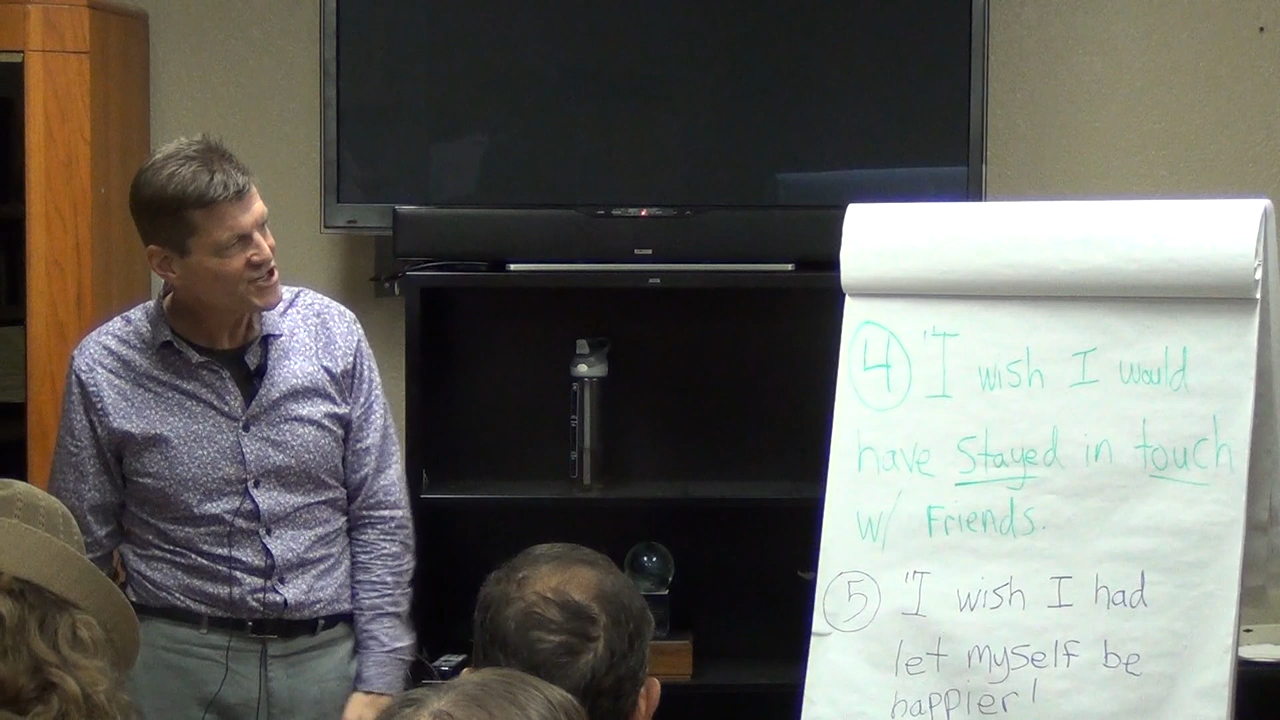 ④ "I wish I would
have Stayed in touch
w/ Friends.
⑤ "I wish I had
let myself be
happier!